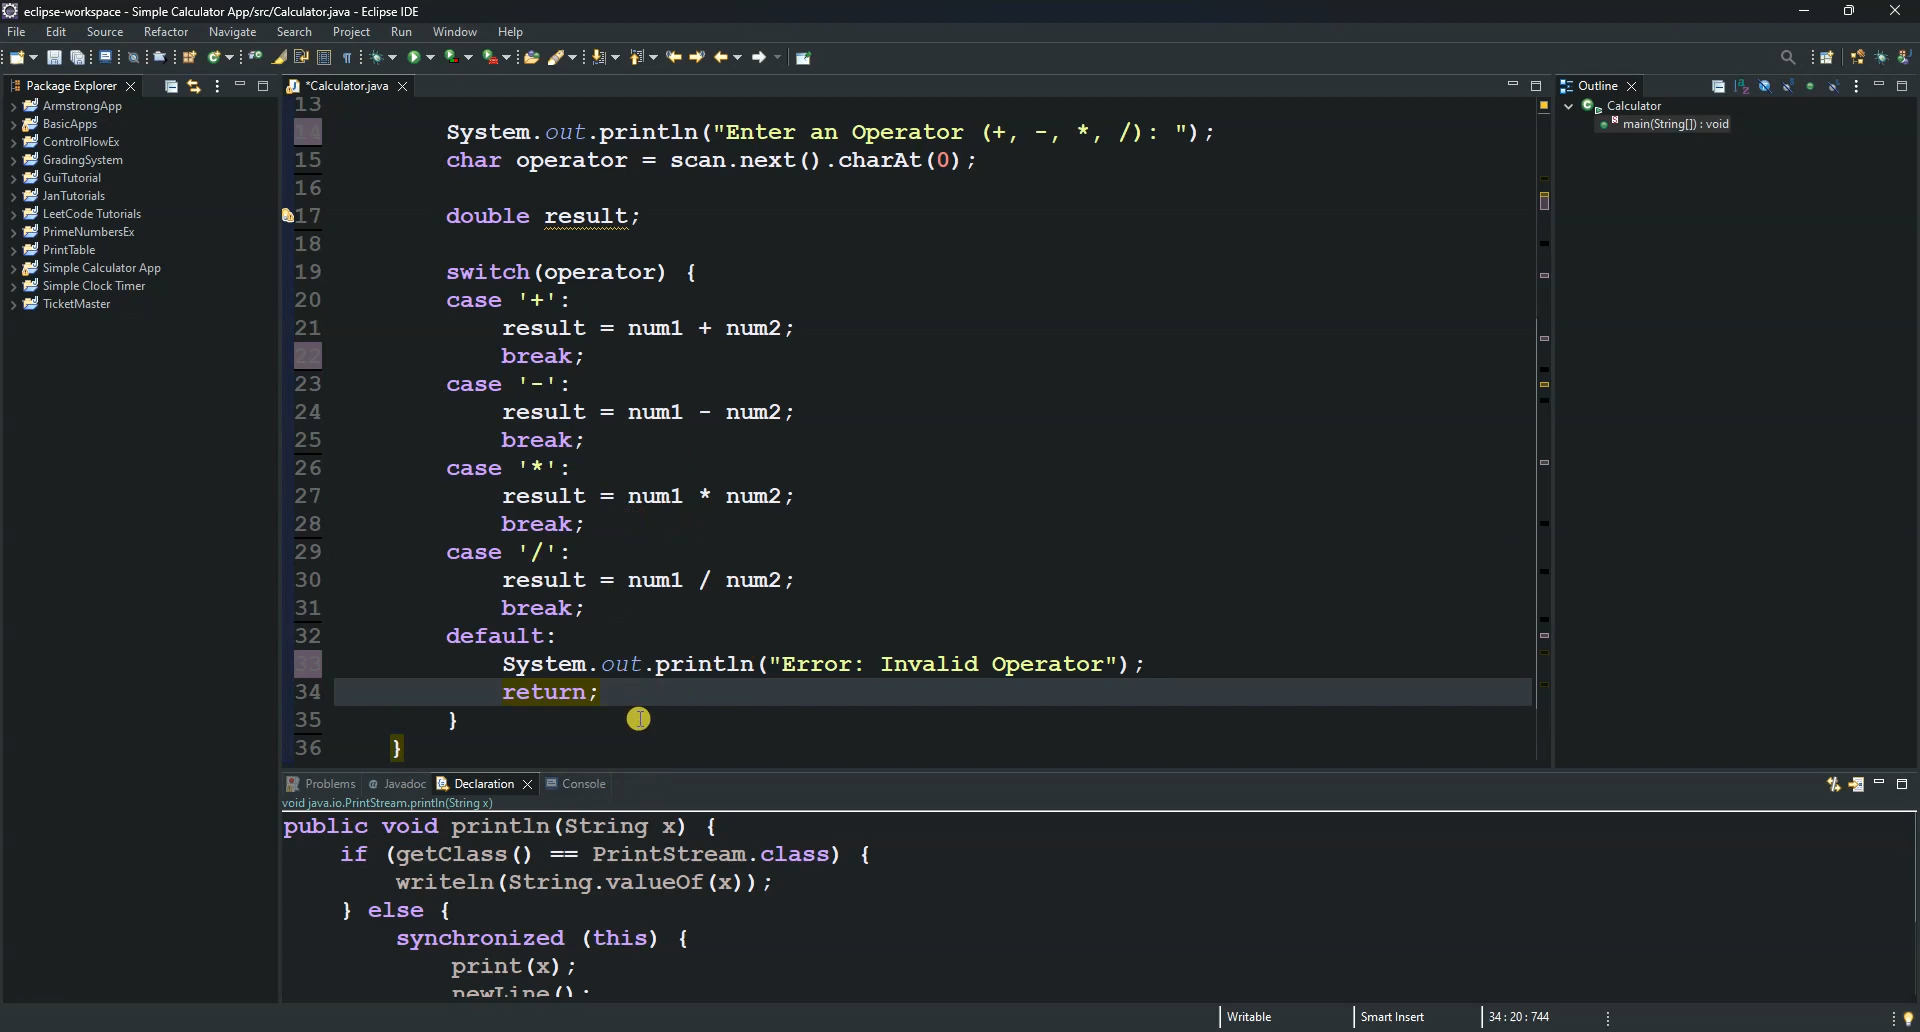 eclipse-workspace - Simple Calculator App/src/Calculator.java - Eclipse IDE
File Edit Source Refactor Navigate Search Project Run Window Help
Package Explorer
ArmstrongApp
BasicApps
ControlFlowEx
GradingSystem
GuiTutorial
JanTutorials
LeetCode Tutorials
PrimeNumbersEx
PrintTable
Simple Calculator App
Simple Clock Timer
TicketMaster
*Calculator.java
13
14 System.out.println("Enter an Operator (+, -, *, /): ");
15 char operator = scan.next().charAt(0);
16
17 double result;
18
19 switch(operator) {
20 case '+':
21 result = num1 + num2;
22 break;
23 case '-':
24 result = num1 - num2;
25 break;
26 case '*':
27 result = num1 * num2;
28 break;
29 case '/':
30 result = num1 / num2;
31 break;
32 default:
33 System.out.println("Error: Invalid Operator");
34 return;
35 }
36 }
Outline
Calculator
main(String[]) : void
Problems Javadoc Declaration Console
void java.io.PrintStream.println(String x)
public void println(String x) {
if (getClass() == PrintStream.class) {
writeln(String.valueOf(x));
} else {
synchronized (this) {
print(x);
newLine();
Writable Smart Insert 34 : 20 : 744